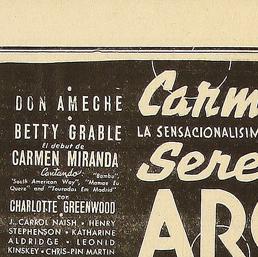 DON AMECHE
BETTY GRABLE
El debut de
CARMEN MIRANDA
Cantando: "Bambu",
"South American Way", "Mamae Eu
Quero" and "Touradas Em Madrid"
con
CHARLOTTE GREENWOOD
J. CARROL NAISH • HENRY
STEPHENSON • KATHARINE
ALDRIDGE • LEONID
KINSKEY • CHRIS-PIN MARTIN
Carm
LA SENSACIONALISIM
Sere
AR